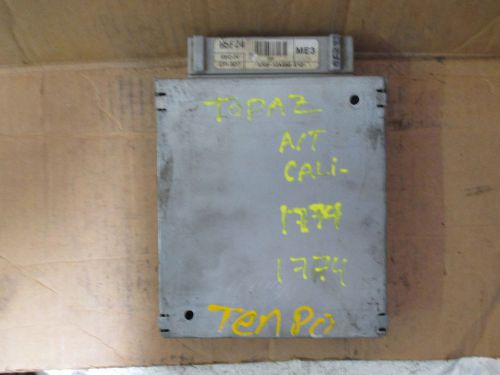 ME3
TOPAZ
A/T
CALI-
1774
1774
TEMPO